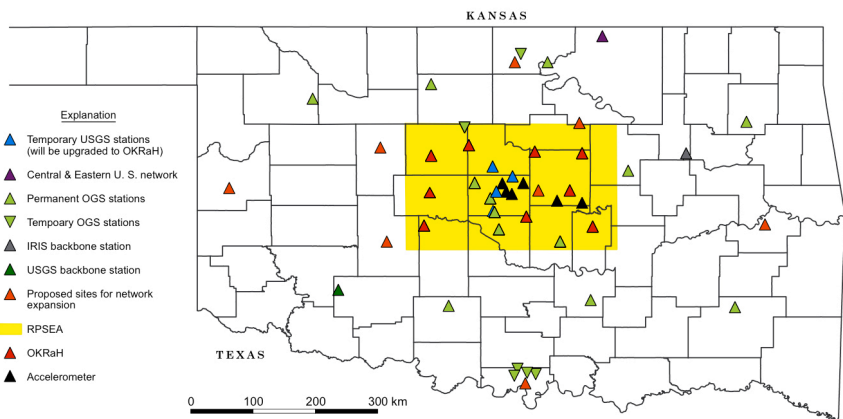 KANSAS
Explanation
Temporary USGS stations
(will be upgraded to OKRaH)
Central & Eastern U. S. network
Permanent OGS stations
Tempoary OGS stations
IRIS backbone station
USGS backbone station
Proposed sites for network
expansion
RPSEA
OKRaH
Accelerometer
TEXAS
0 100 200 300 km